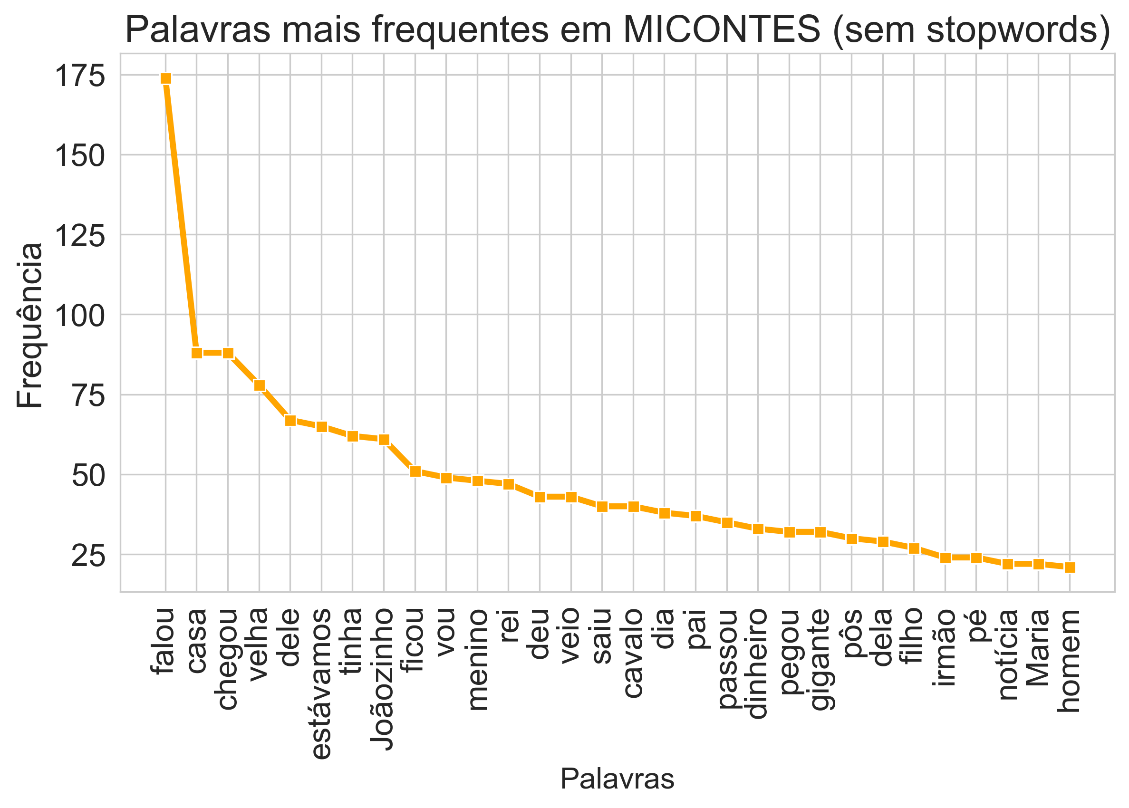 Palavras mais frequentes em MICONTES (sem stopwords)
175
150
125
100
75
50
25
Frequência
falou
casa
chegou
velha
dele
estávamos
tinha
Joãozinho
ficou
vou
menino
rei
deu
veio
saiu
cavalo
dia
pai
passou
dinheiro
pegou
gigante
pôs
dela
filho
irmão
pé
notícia
Maria
homem
Palavras